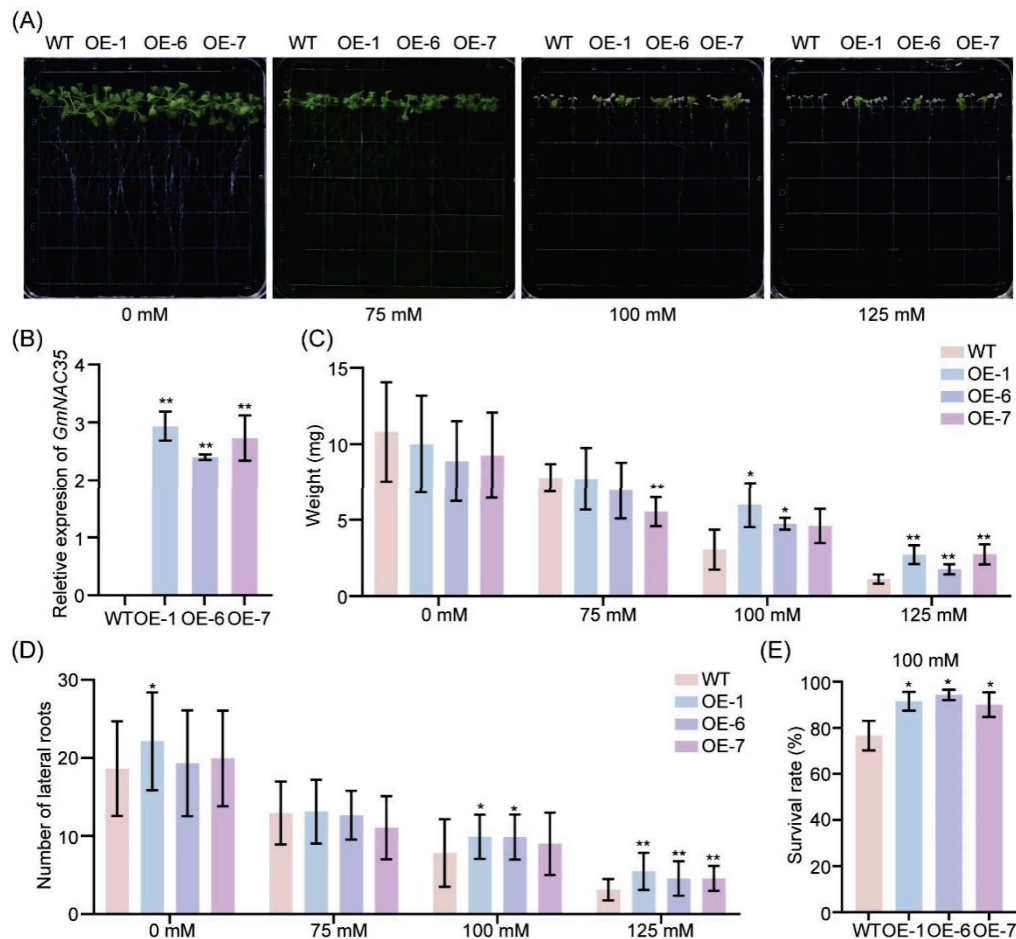 (A)
WT OE-1 OE-6 OE-7 WT OE-1 OE-6 OE-7 WT OE-1 OE-6 OE-7 WT OE-1 OE-6 OE-7
0 mM 75 mM 100 mM 125 mM
(B)
Reletive expression of GmNAC35
4
3
2
1
0
** ** **
WT OE-1 OE-6 OE-7
(C)
Weight (mg)
15
10
5
0
WT
OE-1
OE-6
OE-7
** * * ** ** **
0 mM 75 mM 100 mM 125 mM
(D)
Number of lateral roots
30
20
10
0
WT
OE-1
OE-6
OE-7
* * * ** ** **
0 mM 75 mM 100 mM 125 mM
(E)
100 mM
Survival rate (%)
100
80
60
40
20
0
* * *
WT OE-1 OE-6 OE-7